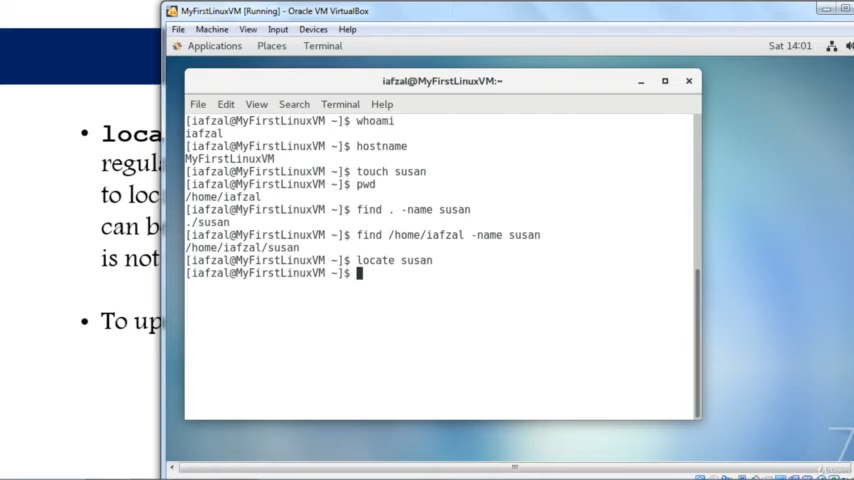 MyFirstLinuxVM [Running] - Oracle VM VirtualBox
File Machine View Input Devices Help
Applications Places Terminal Sat 14:01
iafzal@MyFirstLinuxVM:~
File Edit View Search Terminal Help
[iafzal@MyFirstLinuxVM ~]$ whoami
iafzal
[iafzal@MyFirstLinuxVM ~]$ hostname
MyFirstLinuxVM
[iafzal@MyFirstLinuxVM ~]$ touch susan
[iafzal@MyFirstLinuxVM ~]$ pwd
/home/iafzal
[iafzal@MyFirstLinuxVM ~]$ find . -name susan
./susan
[iafzal@MyFirstLinuxVM ~]$ find /home/iafzal -name susan
/home/iafzal/susan
[iafzal@MyFirstLinuxVM ~]$ locate susan
[iafzal@MyFirstLinuxVM ~]$
• loca
regula
to loc
can b
is not
• To up
7